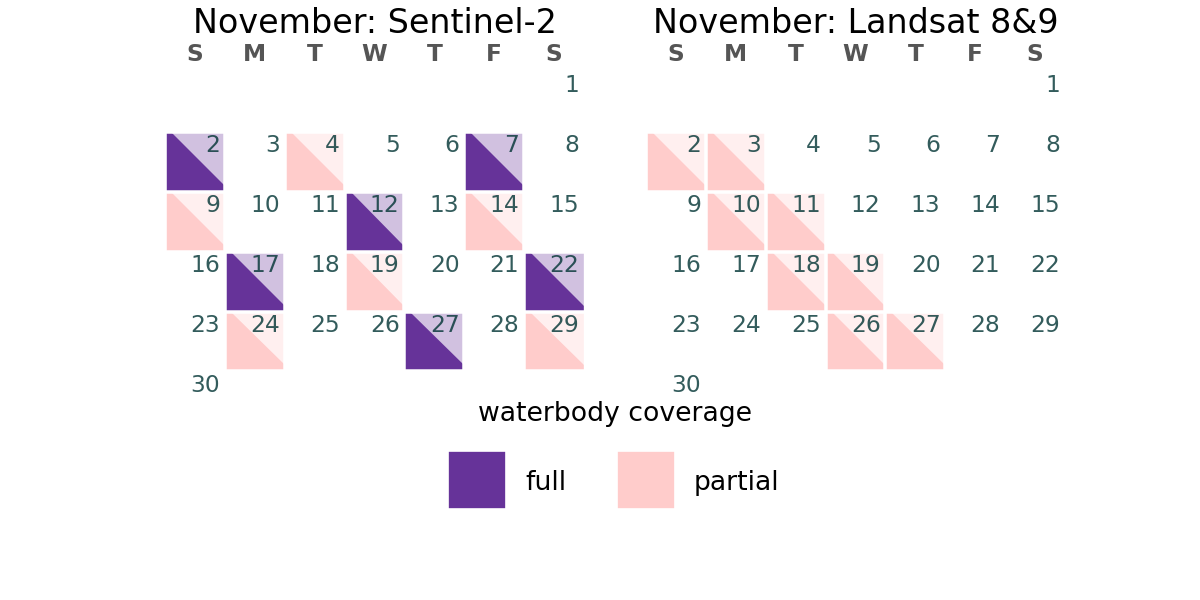 November: Sentinel-2
S M T W T F S
1
2 3 4 5 6 7 8
9 10 11 12 13 14 15
16 17 18 19 20 21 22
23 24 25 26 27 28 29
30
November: Landsat 8&9
S M T W T F S
1
2 3 4 5 6 7 8
9 10 11 12 13 14 15
16 17 18 19 20 21 22
23 24 25 26 27 28 29
30
waterbody coverage
full partial